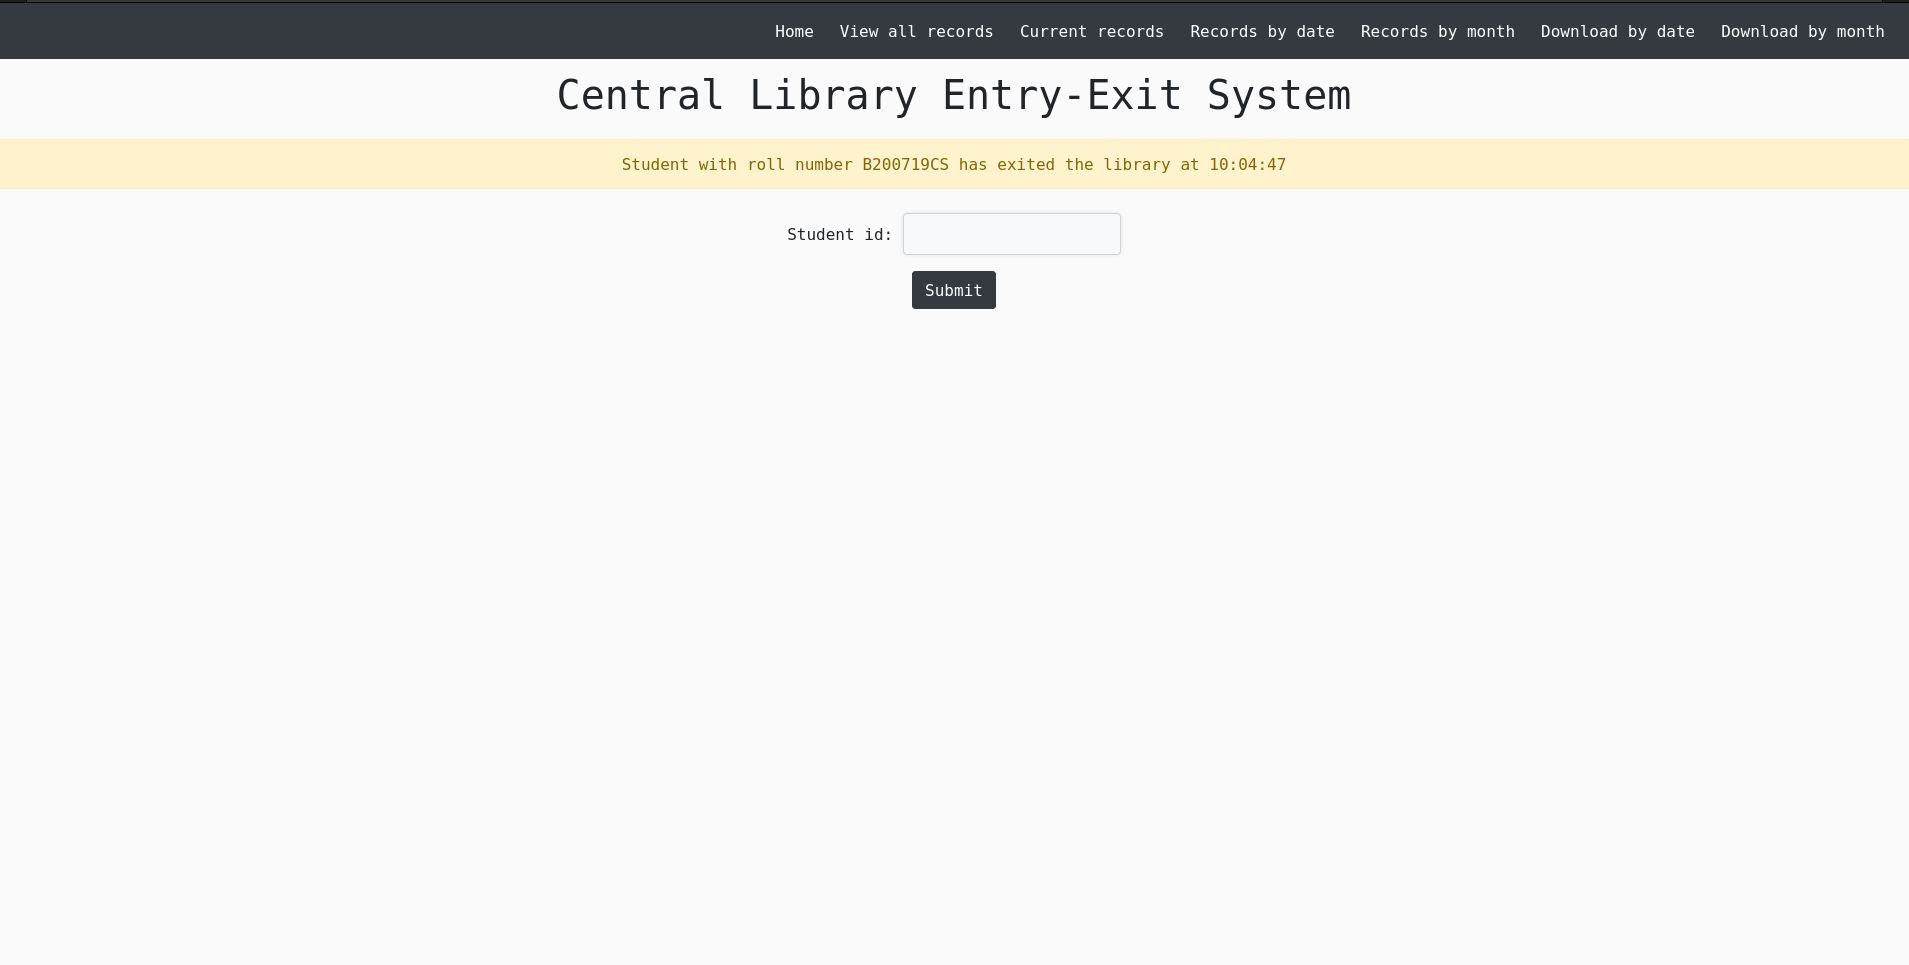 Home View all records Current records Records by date Records by month Download by date Download by month
Central Library Entry-Exit System
Student with roll number B200719CS has exited the library at 10:04:47
Student id:
Submit